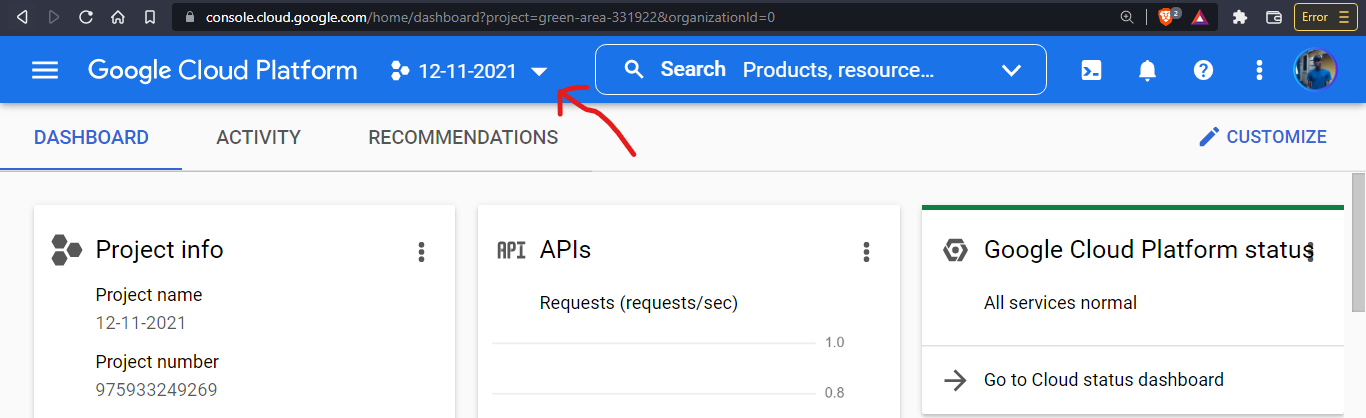 console.cloud.google.com/home/dashboard?project=green-area-331922&organizationId=0
2
Error
Google Cloud Platform
12-11-2021
Search Products, resource...
DASHBOARD
ACTIVITY
RECOMMENDATIONS
CUSTOMIZE
Project info
Project name
12-11-2021
Project number
975933249269
API APIs
Requests (requests/sec)
1.0
0.8
Google Cloud Platform status
All services normal
Go to Cloud status dashboard